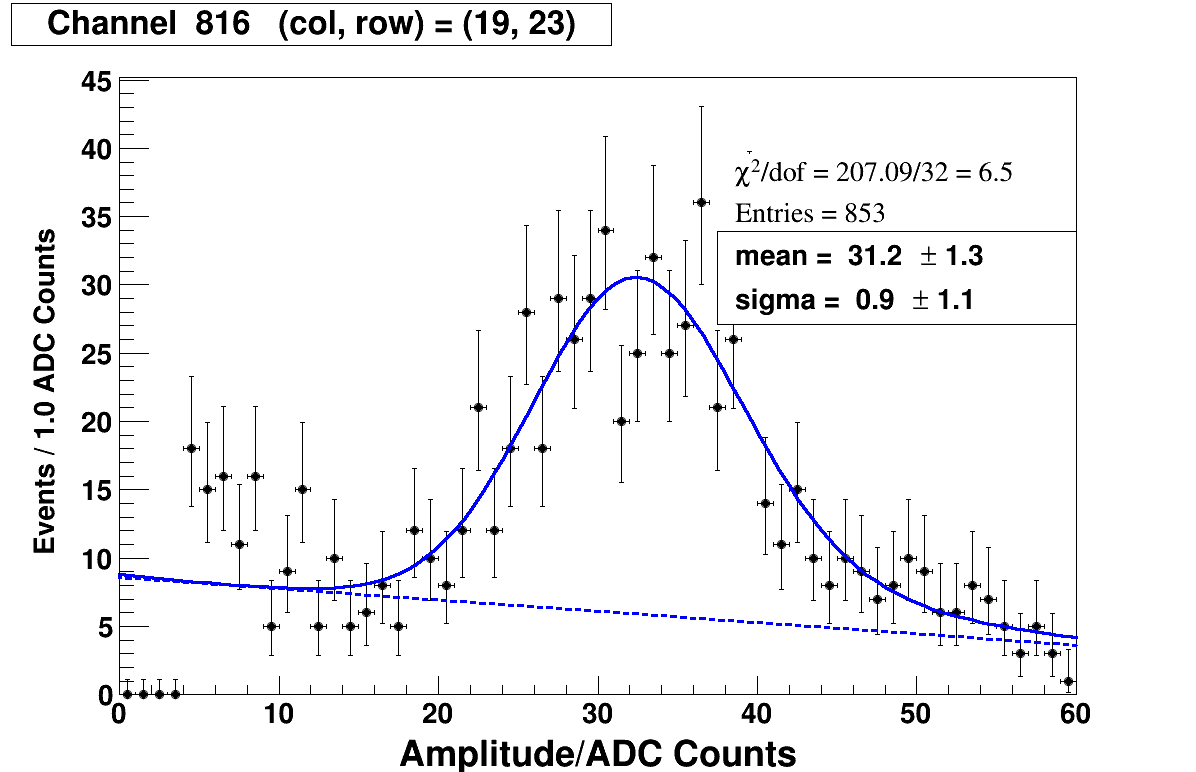 Channel 816 (col, row) = (19, 23)
45
40
35
30
25
20
15
10
5
0
Events / 1.0 ADC Counts
χ²/dof = 207.09/32 = 6.5
Entries = 853
mean = 31.2 ± 1.3
sigma = 0.9 ± 1.1
0 10 20 30 40 50 60
Amplitude/ADC Counts